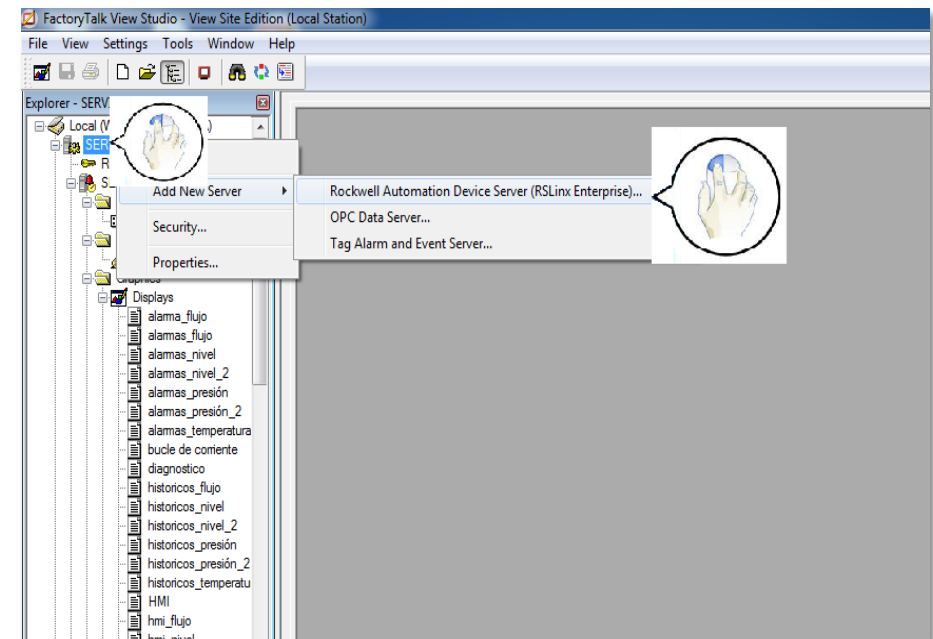 FactoryTalk View Studio - View Site Edition (Local Station)
File View Settings Tools Window Help
Explorer - SERV
Local (
SER
R
S_
Add New Server
Rockwell Automation Device Server (RSLinx Enterprise)...
OPC Data Server...
Tag Alarm and Event Server...
Security...
Properties...
Graphics
Displays
alarma_flujo
alarmas_flujo
alarmas_nivel
alarmas_nivel_2
alarmas_presión
alarmas_presión_2
alarmas_temperatura
bucle de corriente
diagnostico
historicos_flujo
historicos_nivel
historicos_nivel_2
historicos_presión
historicos_presión_2
historicos_temperatu
HMI
hmi_flujo
hmi_nivel